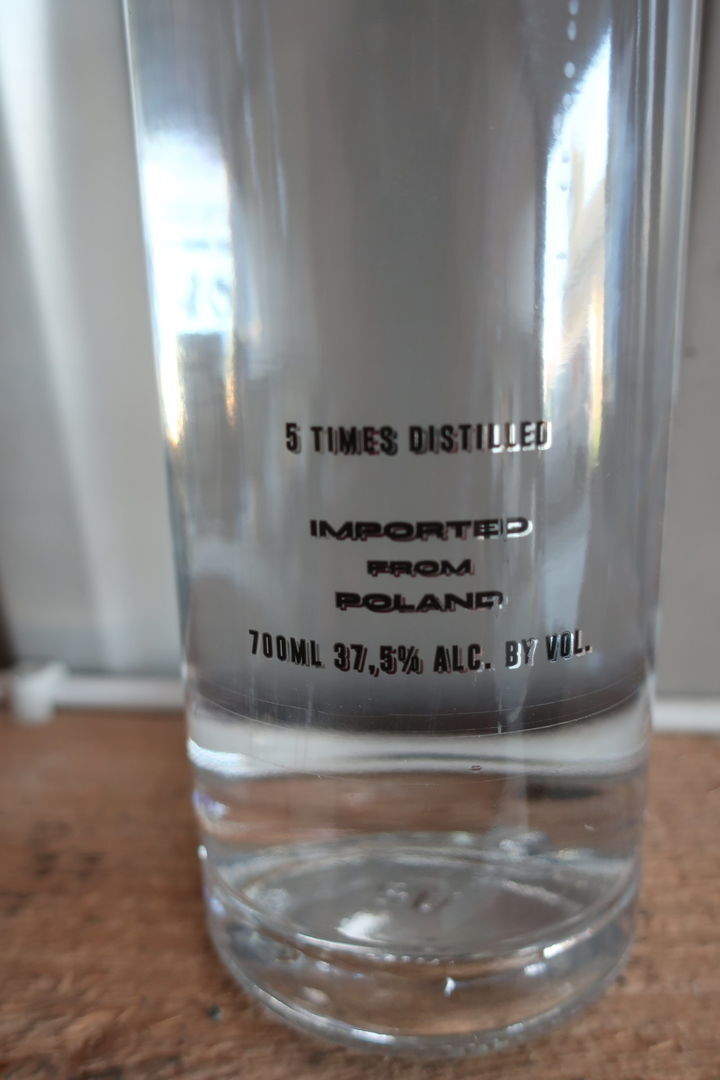 5 TIMES DISTILLED
IMPORTED
FROM
POLAND
700ML 37,5% ALC. BY VOL.